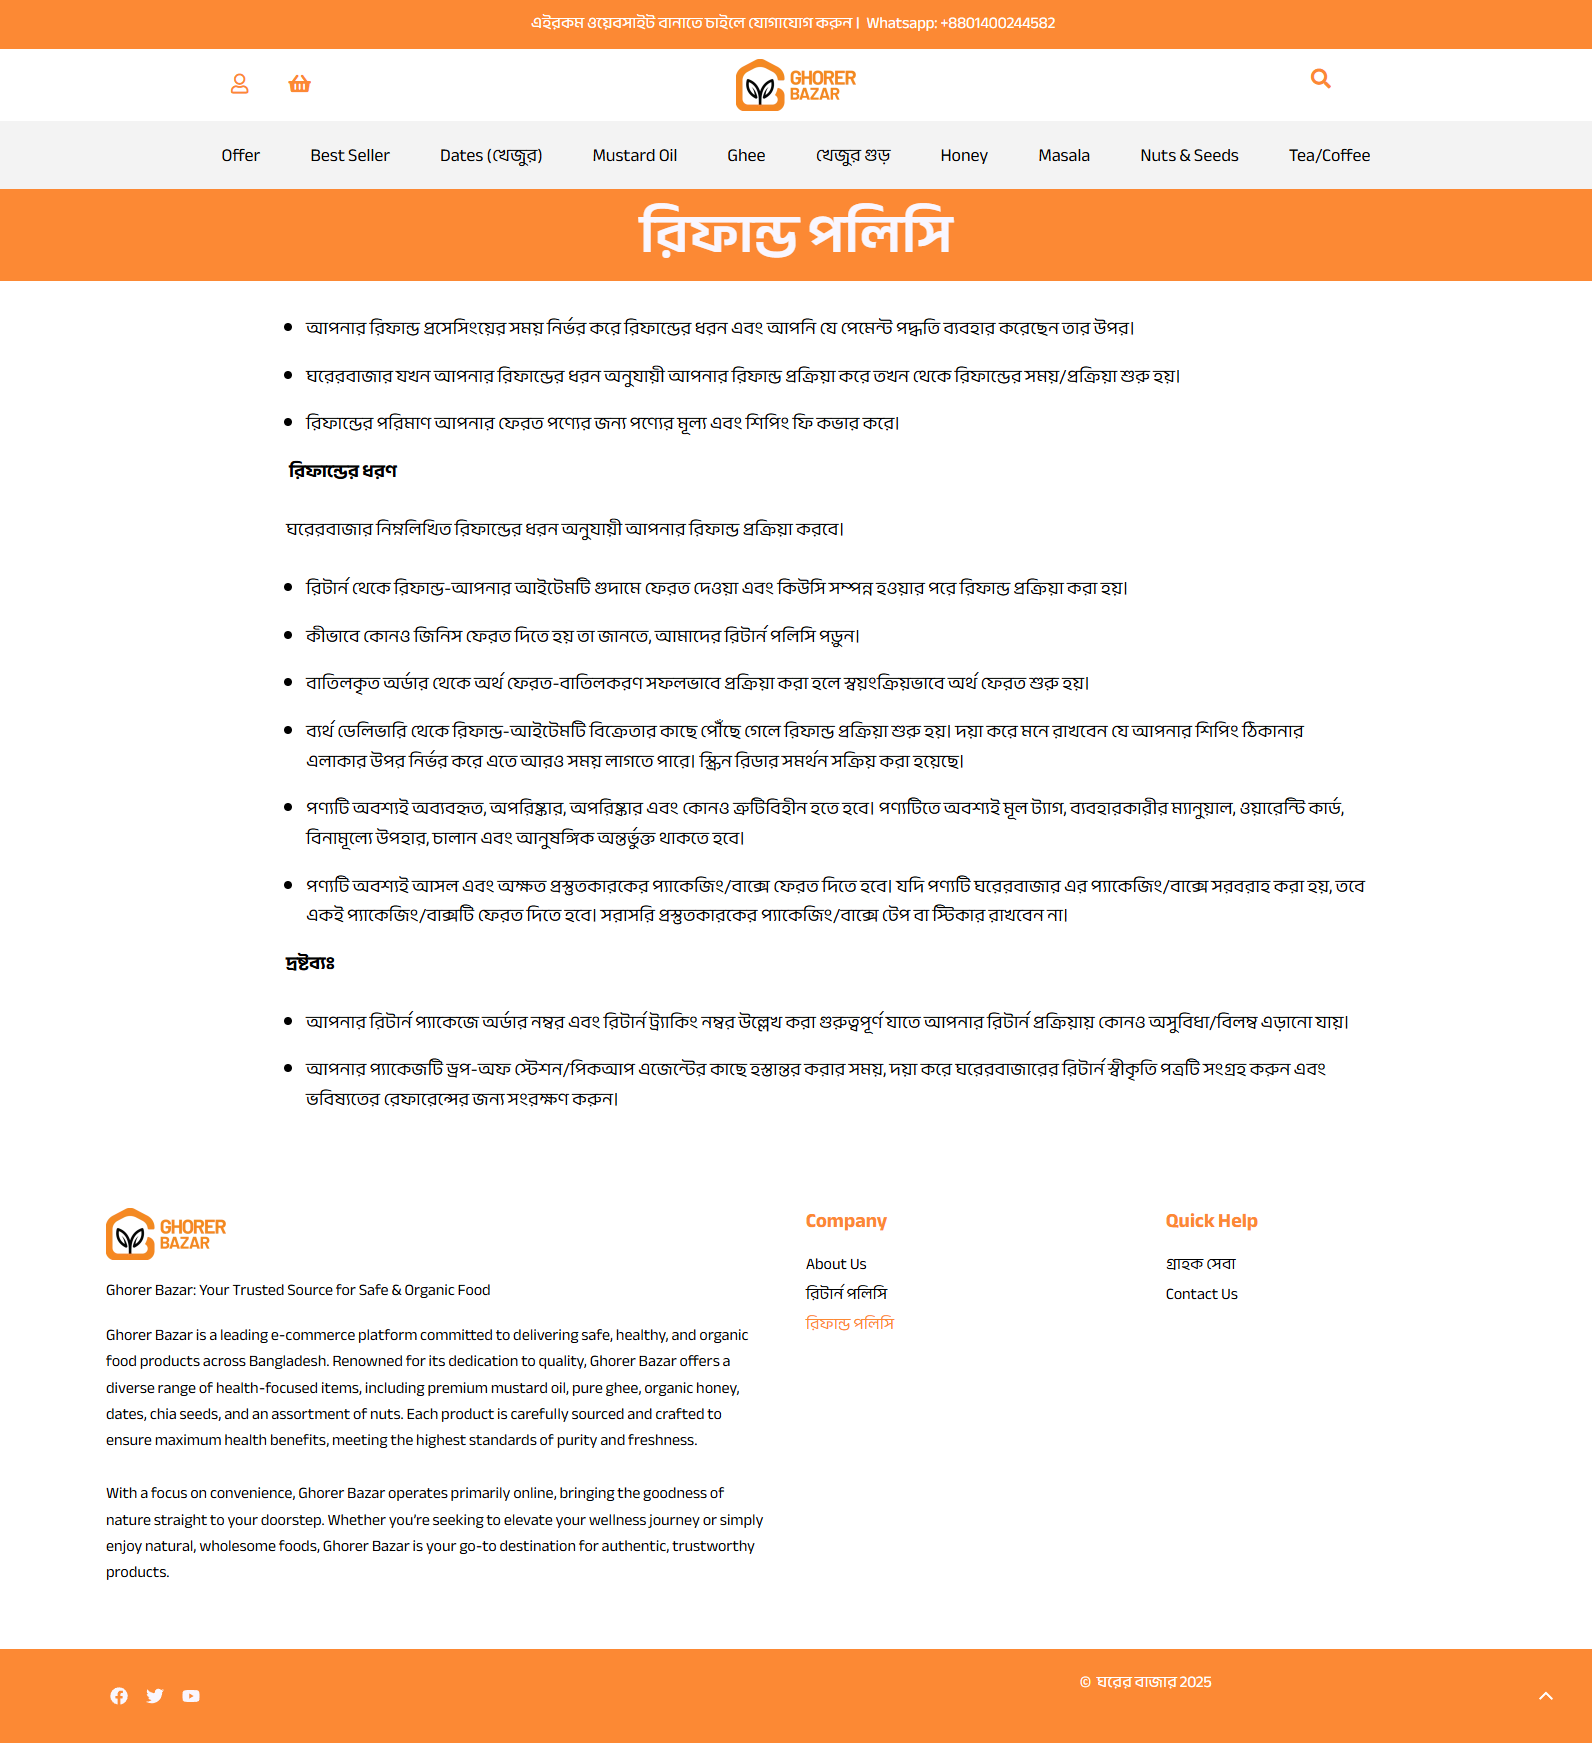 এইরকম ওয়েবসাইট বানাতে চাইলে যোগাযোগ করুন। Whatsapp: +8801400244582
GHORER
BAZAR
Offer Best Seller Dates (খেজুর) Mustard Oil Ghee খেজুর গুড় Honey Masala Nuts & Seeds Tea/Coffee
রিফান্ড পলিসি
• আপনার রিফান্ড প্রসেসিংয়ের সময় নির্ভর করে রিফান্ডের ধরন এবং আপনি যে পেমেন্ট পদ্ধতি ব্যবহার করেছেন তার উপর।
• ঘরেরবাজার যখন আপনার রিফান্ডের ধরন অনুযায়ী আপনার রিফান্ড প্রক্রিয়া করে তখন থেকে রিফান্ডের সময়/প্রক্রিয়া শুরু হয়।
• রিফান্ডের পরিমাণ আপনার ফেরত পণ্যের জন্য পণ্যের মূল্য এবং শিপিং ফি কভার করে।
রিফান্ডের ধরণ
ঘরেরবাজার নিম্নলিখিত রিফান্ডের ধরন অনুযায়ী আপনার রিফান্ড প্রক্রিয়া করবে।
• রিটার্ন থেকে রিফান্ড-আপনার আইটেমটি গুদামে ফেরত দেওয়া এবং কিউসি সম্পন্ন হওয়ার পরে রিফান্ড প্রক্রিয়া করা হয়।
• কীভাবে কোনও জিনিস ফেরত দিতে হয় তা জানতে, আমাদের রিটার্ন পলিসি পড়ুন।
• বাতিলকৃত অর্ডার থেকে অর্থ ফেরত-বাতিলকরণ সফলভাবে প্রক্রিয়া করা হলে স্বয়ংক্রিয়ভাবে অর্থ ফেরত শুরু হয়।
• ব্যর্থ ডেলিভারি থেকে রিফান্ড-আইটেমটি বিক্রেতার কাছে পৌঁছে গেলে রিফান্ড প্রক্রিয়া শুরু হয়। দয়া করে মনে রাখবেন যে আপনার শিপিং ঠিকানার
এলাকার উপর নির্ভর করে এতে আরও সময় লাগতে পারে। স্ক্রিন রিডার সমর্থন সক্রিয় করা হয়েছে।
• পণ্যটি অবশ্যই অব্যবহৃত, অপরিষ্কার, অপরিষ্কার এবং কোনও ত্রুটিবিহীন হতে হবে। পণ্যটিতে অবশ্যই মূল ট্যাগ, ব্যবহারকারীর ম্যানুয়াল, ওয়ারেন্টি কার্ড,
বিনামূল্যে উপহার, চালান এবং আনুষঙ্গিক অন্তর্ভুক্ত থাকতে হবে।
• পণ্যটি অবশ্যই আসল এবং অক্ষত প্রস্তুতকারকের প্যাকেজিং/বাক্সে ফেরত দিতে হবে। যদি পণ্যটি ঘরেরবাজার এর প্যাকেজিং/বাক্সে সরবরাহ করা হয়, তবে
একই প্যাকেজিং/বাক্সটি ফেরত দিতে হবে। সরাসরি প্রস্তুতকারকের প্যাকেজিং/বাক্সে টেপ বা স্টিকার রাখবেন না।
দ্রষ্টব্যঃ
• আপনার রিটার্ন প্যাকেজে অর্ডার নম্বর এবং রিটার্ন ট্র্যাকিং নম্বর উল্লেখ করা গুরুত্বপূর্ণ যাতে আপনার রিটার্ন প্রক্রিয়ায় কোনও অসুবিধা/বিলম্ব এড়ানো যায়।
• আপনার প্যাকেজটি ড্রপ-অফ স্টেশন/পিকআপ এজেন্টের কাছে হস্তান্তর করার সময়, দয়া করে ঘরেরবাজারের রিটার্ন স্বীকৃতি পত্রটি সংগ্রহ করুন এবং
ভবিষ্যতের রেফারেন্সের জন্য সংরক্ষণ করুন।
GHORER
BAZAR
Ghorer Bazar: Your Trusted Source for Safe & Organic Food
Ghorer Bazar is a leading e-commerce platform committed to delivering safe, healthy, and organic
food products across Bangladesh. Renowned for its dedication to quality, Ghorer Bazar offers a
diverse range of health-focused items, including premium mustard oil, pure ghee, organic honey,
dates, chia seeds, and an assortment of nuts. Each product is carefully sourced and crafted to
ensure maximum health benefits, meeting the highest standards of purity and freshness.
With a focus on convenience, Ghorer Bazar operates primarily online, bringing the goodness of
nature straight to your doorstep. Whether you’re seeking to elevate your wellness journey or simply
enjoy natural, wholesome foods, Ghorer Bazar is your go-to destination for authentic, trustworthy
products.
Company
About Us
রিটার্ন পলিসি
রিফান্ড পলিসি
Quick Help
গ্রাহক সেবা
Contact Us
© ঘরের বাজার 2025